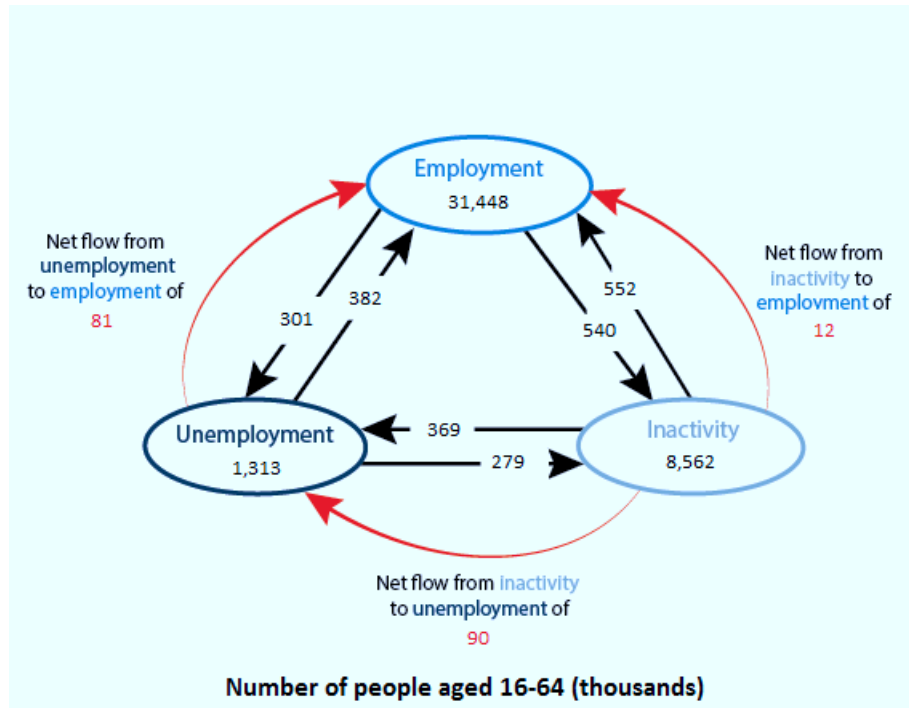 Employment
31,448
Net flow from
unemployment
to employment of
81
Net flow from
inactivity to
employment of
12
301
382
552
540
Unemployment
1,313
369
279
Inactivity
8,562
Net flow from inactivity
to unemployment of
90
Number of people aged 16-64 (thousands)